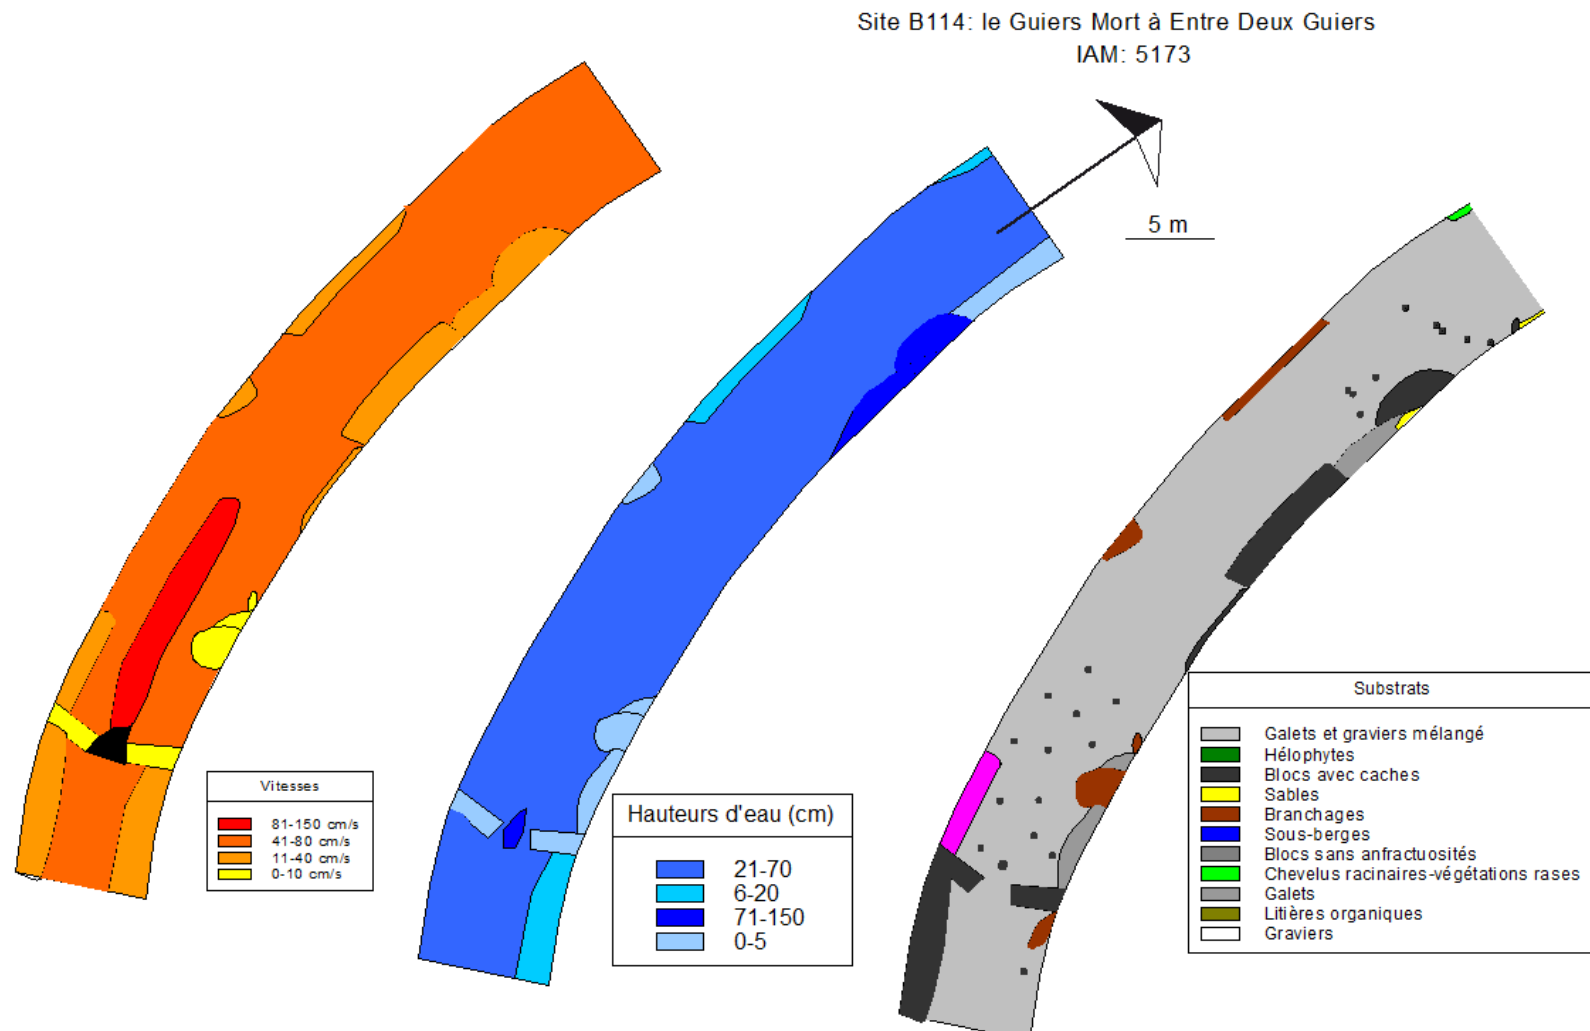 Site B114: le Guiers Mort à Entre Deux Guiers
IAM: 5173
5 m
Vitesses
81-150 cm/s
41-80 cm/s
11-40 cm/s
0-10 cm/s
Hauteurs d'eau (cm)
21-70
6-20
71-150
0-5
Substrats
Galets et graviers mélangé
Hélophytes
Blocs avec caches
Sables
Branchages
Sous-berges
Blocs sans anfractuosités
Chevelus racinaires-végétations rases
Galets
Litières organiques
Graviers